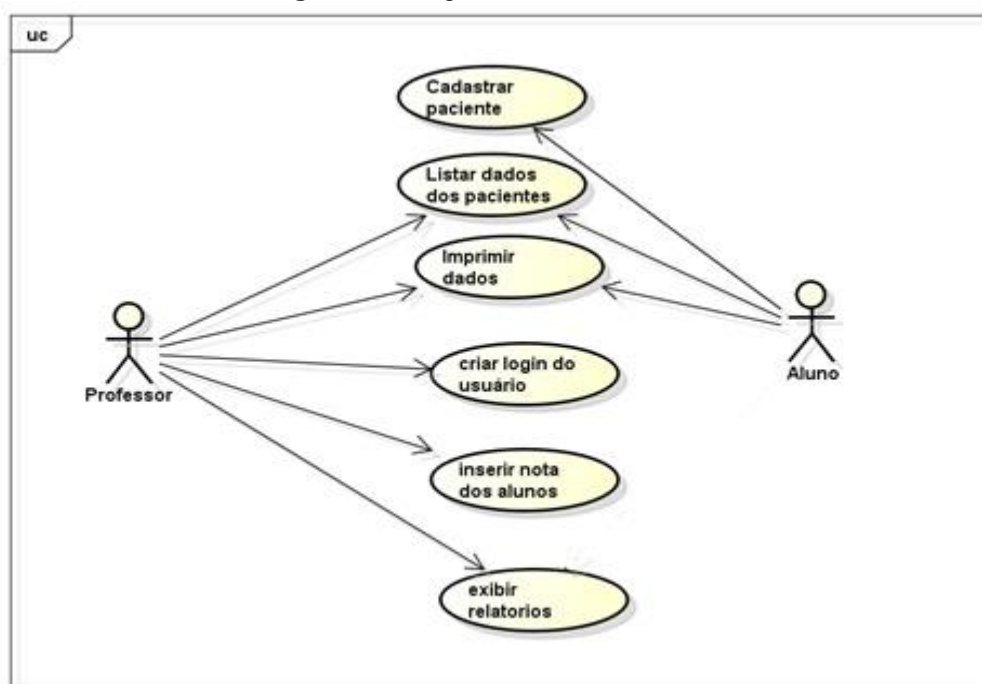 uc
Cadastrar
paciente
Listar dados
dos pacientes
Imprimir
dados
criar login do
usuário
inserir nota
dos alunos
exibir
relatorios
Professor
Aluno